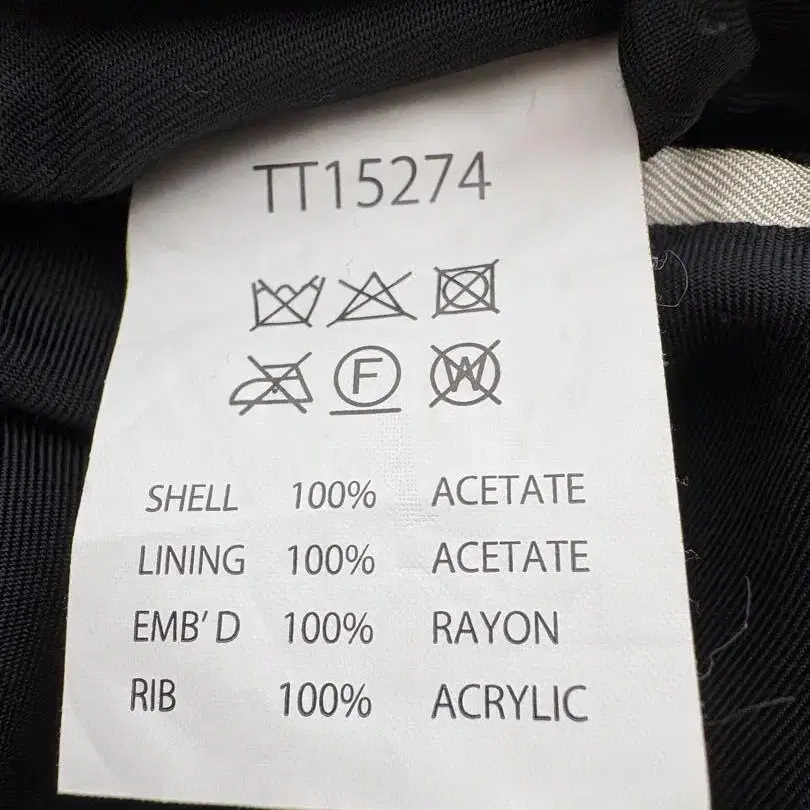 TT15274
F W
SHELL 100% ACETATE
LINING 100% ACETATE
EMB'D 100% RAYON
RIB 100% ACRYLIC